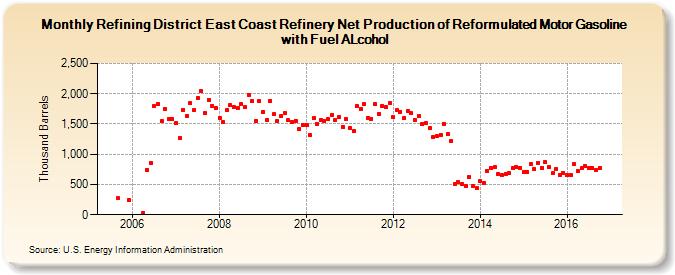 Monthly Refining District East Coast Refinery Net Production of Reformulated Motor Gasoline
with Fuel ALcohol
Thousand Barrels
2,500
2,000
1,500
1,000
500
0
2006 2008 2010 2012 2014 2016
Source: U.S. Energy Information Administration